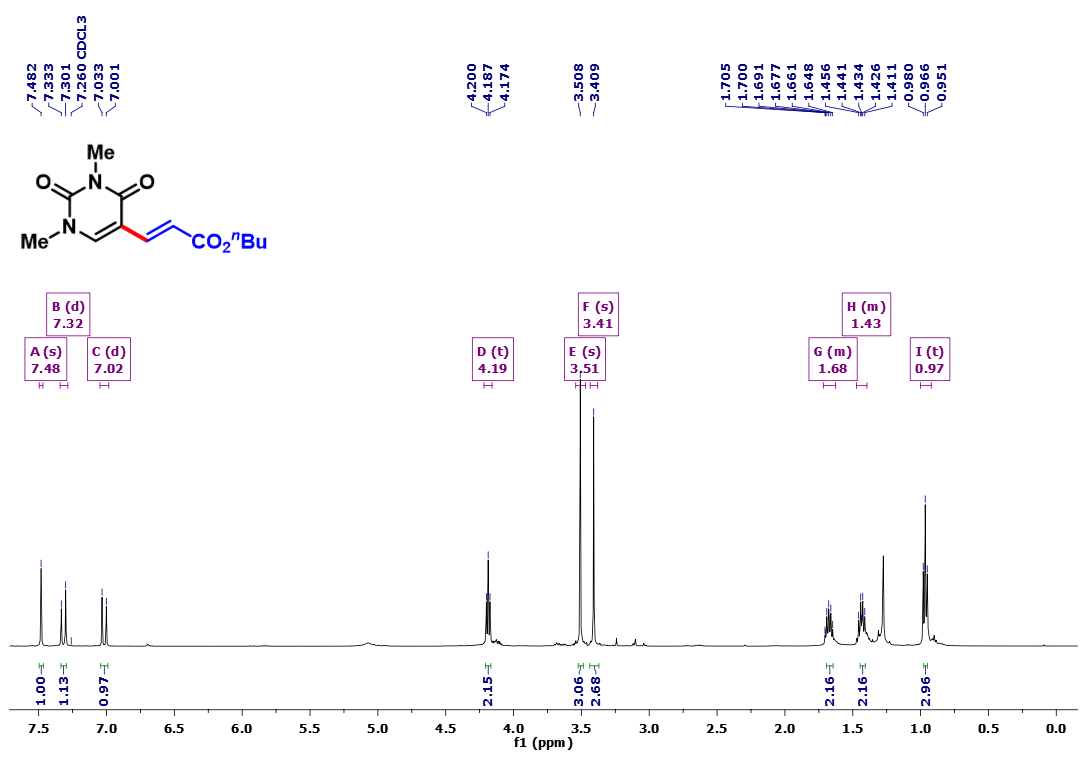 7.482
7.333
7.301
7.260 CDCL3
7.033
7.001
4.200
4.187
4.174
3.508
3.409
1.705
1.700
1.691
1.677
1.661
1.648
1.456
1.441
1.434
1.426
1.411
0.980
0.966
0.951
Me
O
N
O
N
Me
CO2nBu
B (d)
7.32
F (s)
3.41
H (m)
1.43
A (s)
7.48
C (d)
7.02
D (t)
4.19
E (s)
3.51
G (m)
1.68
I (t)
0.97
1.00
1.13
0.97
2.15
3.06
2.68
2.16
2.16
2.96
7.5 7.0 6.5 6.0 5.5 5.0 4.5 4.0 3.5 3.0 2.5 2.0 1.5 1.0 0.5 0.0
f1 (ppm)